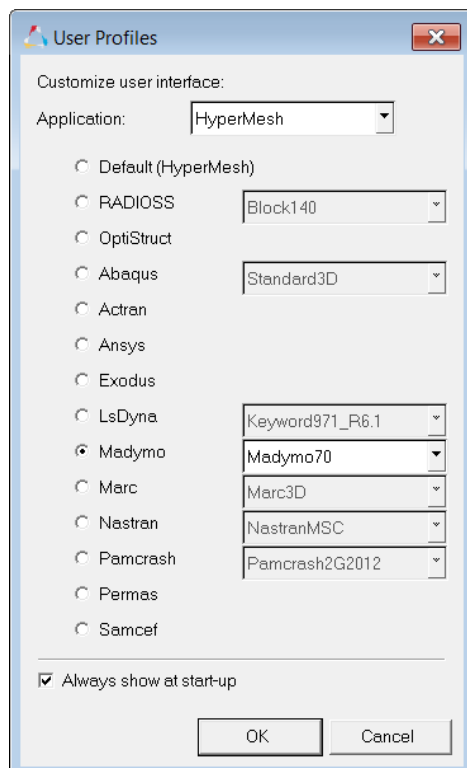 User Profiles
Customize user interface:
Application: HyperMesh
Default (HyperMesh)
RADIOSS Block140
OptiStruct
Abaqus Standard3D
Actran
Ansys
Exodus
LsDyna Keyword971_R6.1
Madymo Madymo70
Marc Marc3D
Nastran NastranMSC
Pamcrash Pamcrash2G2012
Permas
Samcef
Always show at start-up
OK Cancel